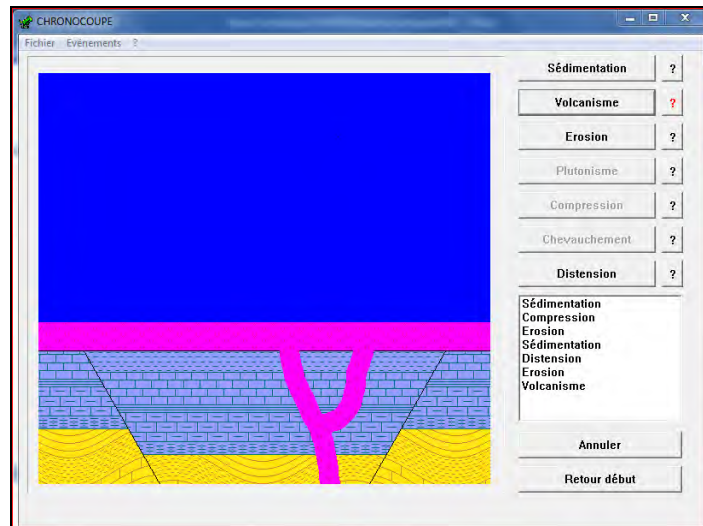 CHRONOCOUPE
Fichier Evénements ?
Sédimentation ?
Volcanisme ?
Erosion ?
Plutonisme ?
Compression ?
Chevauchement ?
Distension ?
Sédimentation
Compression
Erosion
Sédimentation
Distension
Erosion
Volcanisme
Annuler
Retour début